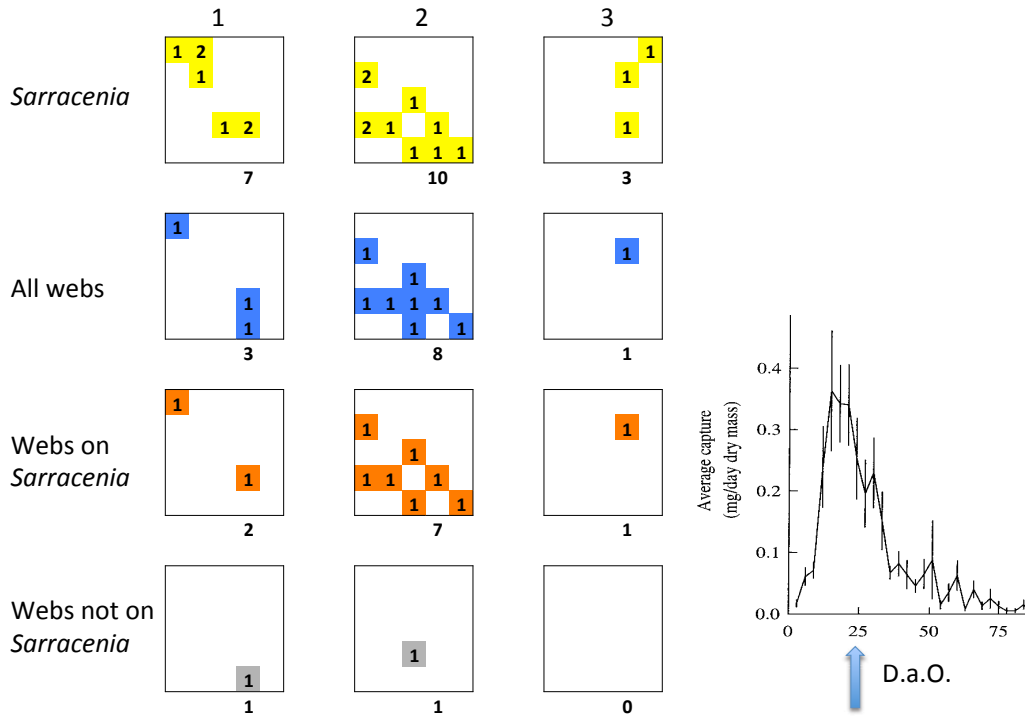 1 2 3
Sarracenia
1 2
1
1 2
7
2
1
2 1 1
1 1 1
10
1
1
1
3
All webs
1
1
1
3
1
1
1 1 1 1
1 1
8
1
1
Webs on
Sarracenia
1
1
2
1
1
1 1 1
1 1
7
1
1
Webs not on
Sarracenia
1
1
1
1
0
Average capture
(mg/day dry mass)
0.4
0.3
0.2
0.1
0.0
0 25 50 75
D.a.O.